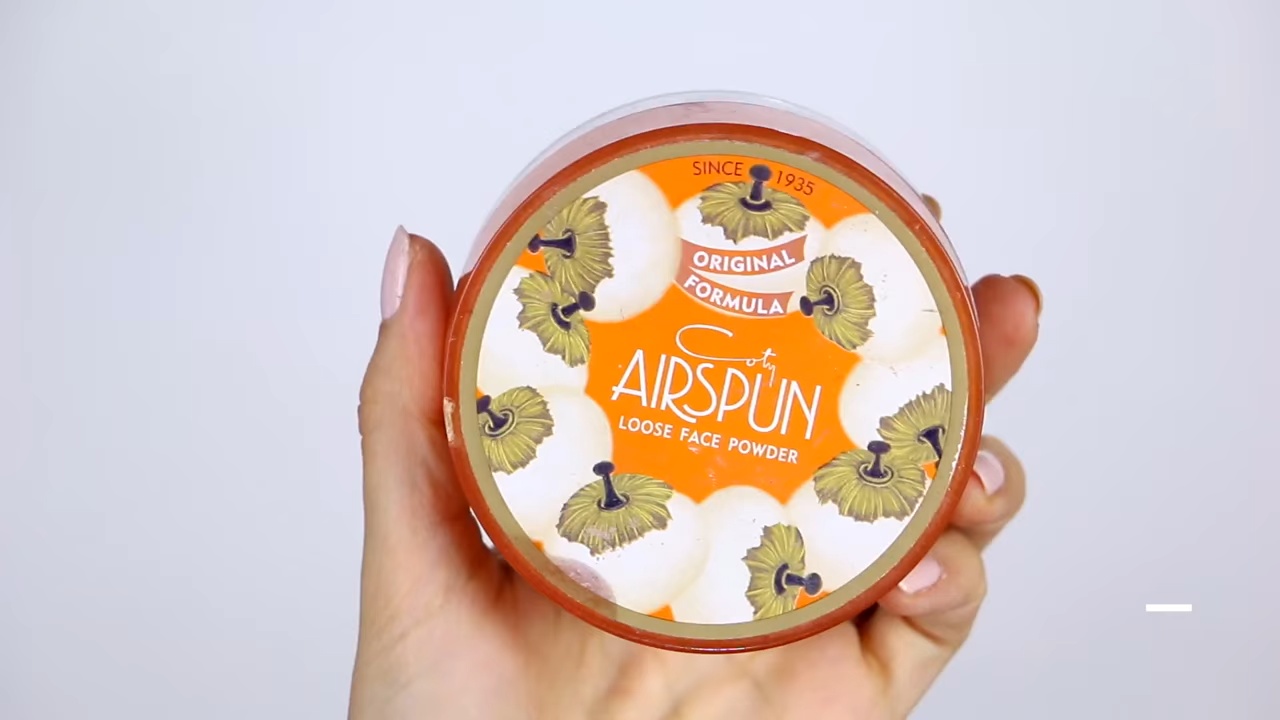 SINCE 1935
ORIGINAL
FORMULA
Coty
AIRSPUN
LOOSE FACE POWDER